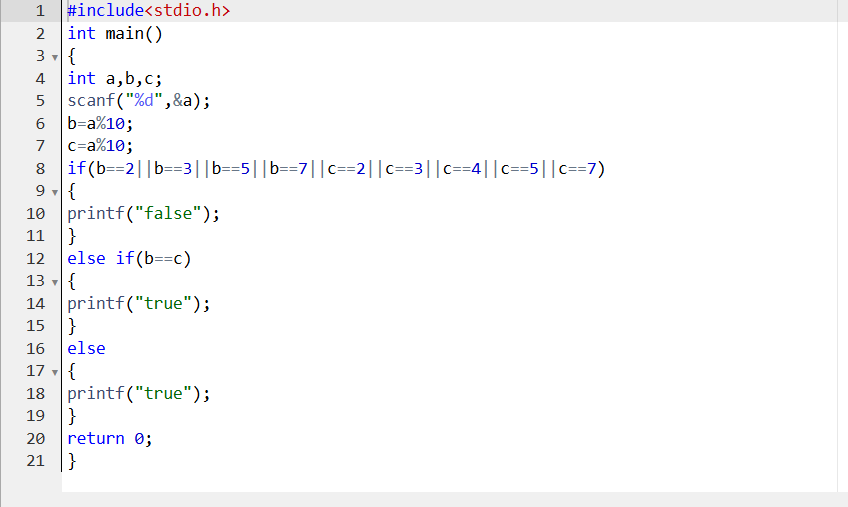 1 #include<stdio.h>
2 int main()
3 {
4 int a,b,c;
5 scanf("%d",&a);
6 b=a%10;
7 c=a%10;
8 if(b==2||b==3||b==5||b==7||c==2||c==3||c==4||c==5||c==7)
9 {
10 printf("false");
11 }
12 else if(b==c)
13 {
14 printf("true");
15 }
16 else
17 {
18 printf("true");
19 }
20 return 0;
21 }